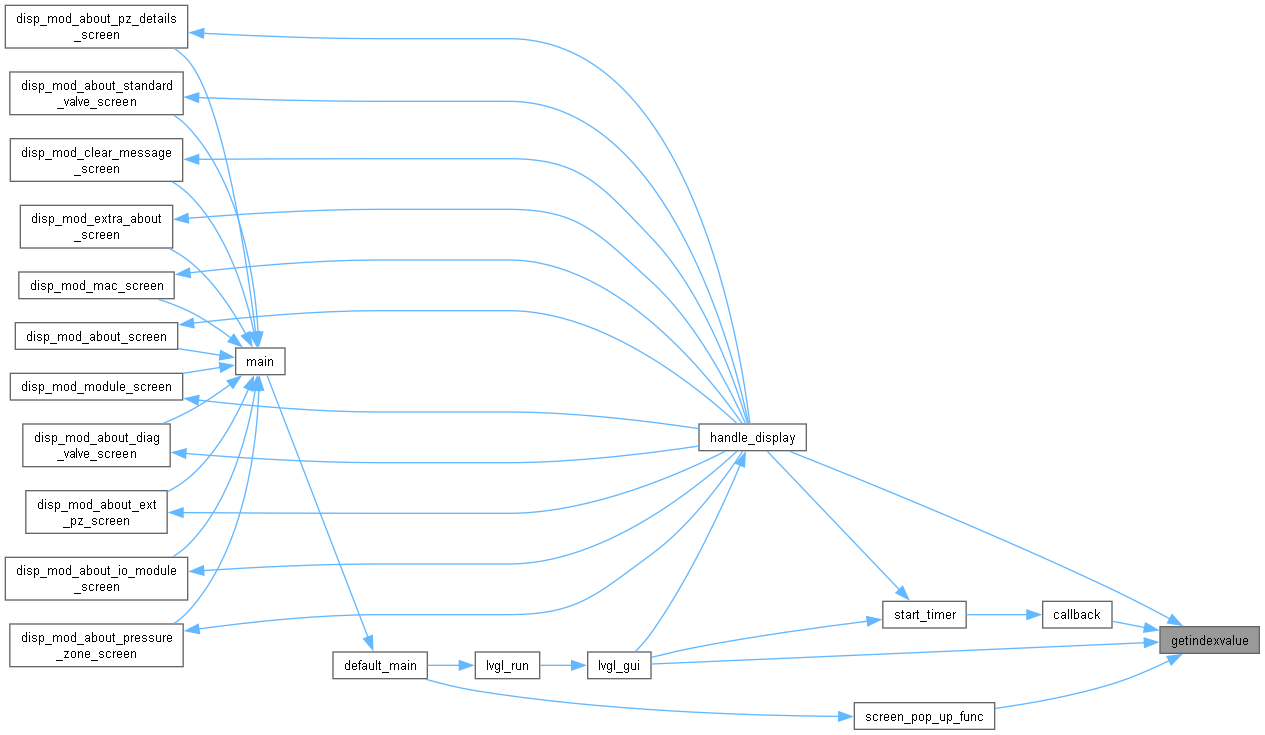 disp_mod_about_pz_details
_screen
disp_mod_about_standard
_valve_screen
disp_mod_clear_message
_screen
disp_mod_extra_about
_screen
disp_mod_mac_screen
disp_mod_about_screen
main
disp_mod_module_screen
disp_mod_about_diag
_valve_screen
handle_display
disp_mod_about_ext
_pz_screen
disp_mod_about_io_module
_screen
disp_mod_about_pressure
_zone_screen
start_timer
callback
getindexvalue
default_main
lvgl_run
lvgl_gui
screen_pop_up_func